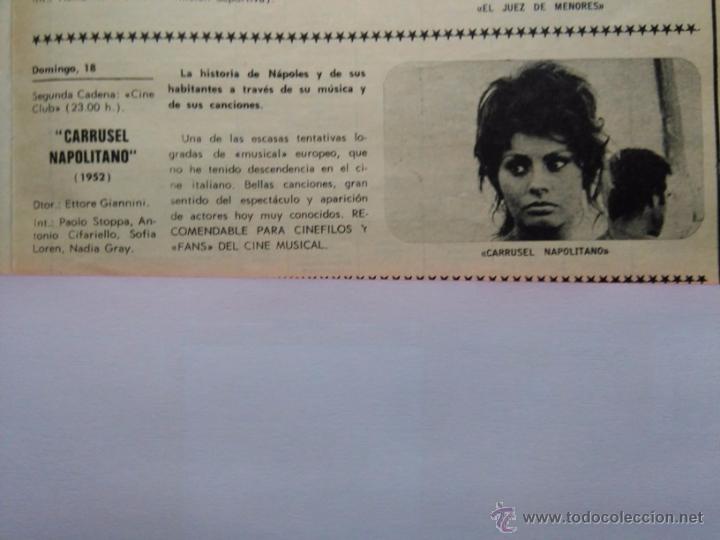 «EL JUEZ DE MENORES»
Domingo, 18
Segunda Cadena: «Cine
Club» (23.00 h.).
"CARRUSEL
NAPOLITANO"
(1952)
Dtor.: Ettore Giannini.
Int.: Paolo Stoppa, An-
tonio Cifariello, Sofia
Loren, Nadia Gray.
La historia de Nápoles y de sus
habitantes a través de su música y
de sus canciones.
Una de las escasas tentativas lo-
gradas de «musical» europeo, que
no he tenido descendencia en el ci-
ne italiano. Bellas canciones, gran
sentido del espectáculo y aparición
de actores hoy muy conocidos. RE-
COMENDABLE PARA CINEFILOS Y
«FANS» DEL CINE MUSICAL.
«CARRUSEL NAPOLITANO»
© www.todocoleccion.net